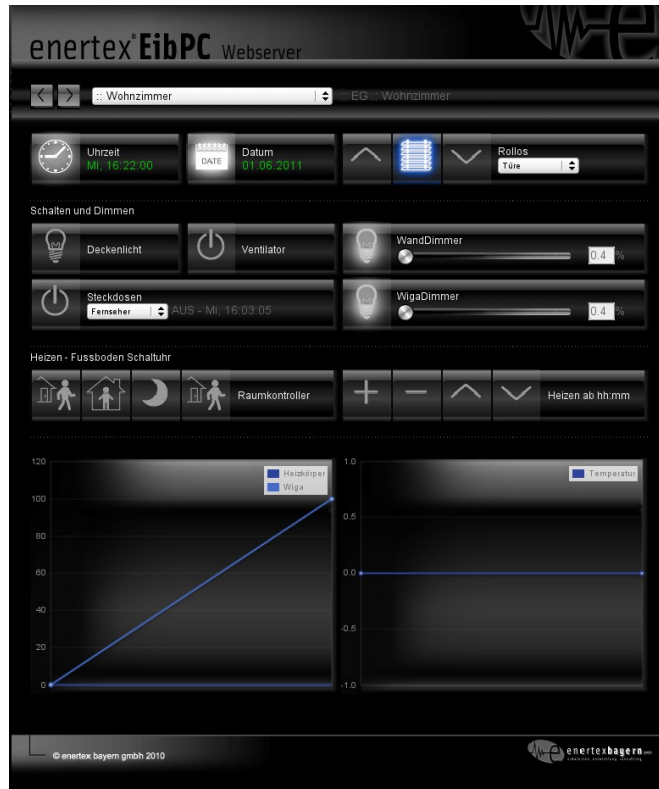 enertex EibPC Webserver
:: Wohnzimmer
:: EG :: Wohnzimmer
Uhrzeit
Mi, 16:22:00
DATE
Datum
01.06.2011
Rollos
Türe
Schalten und Dimmen
Deckenlicht
Ventilator
WandDimmer
0.4 %
Steckdosen
Fernseher AUS - Mi, 16:03:05
WigaDimmer
0.4 %
Heizen - Fussboden Schaltuhr
Raumkontroller
Heizen ab hh:mm
120
100
80
60
40
20
0
Heizkörper
Wiga
1.0
0.5
0.0
-0.5
-1.0
Temperatur
© enertex bayern gmbh 2010
enertexbayern